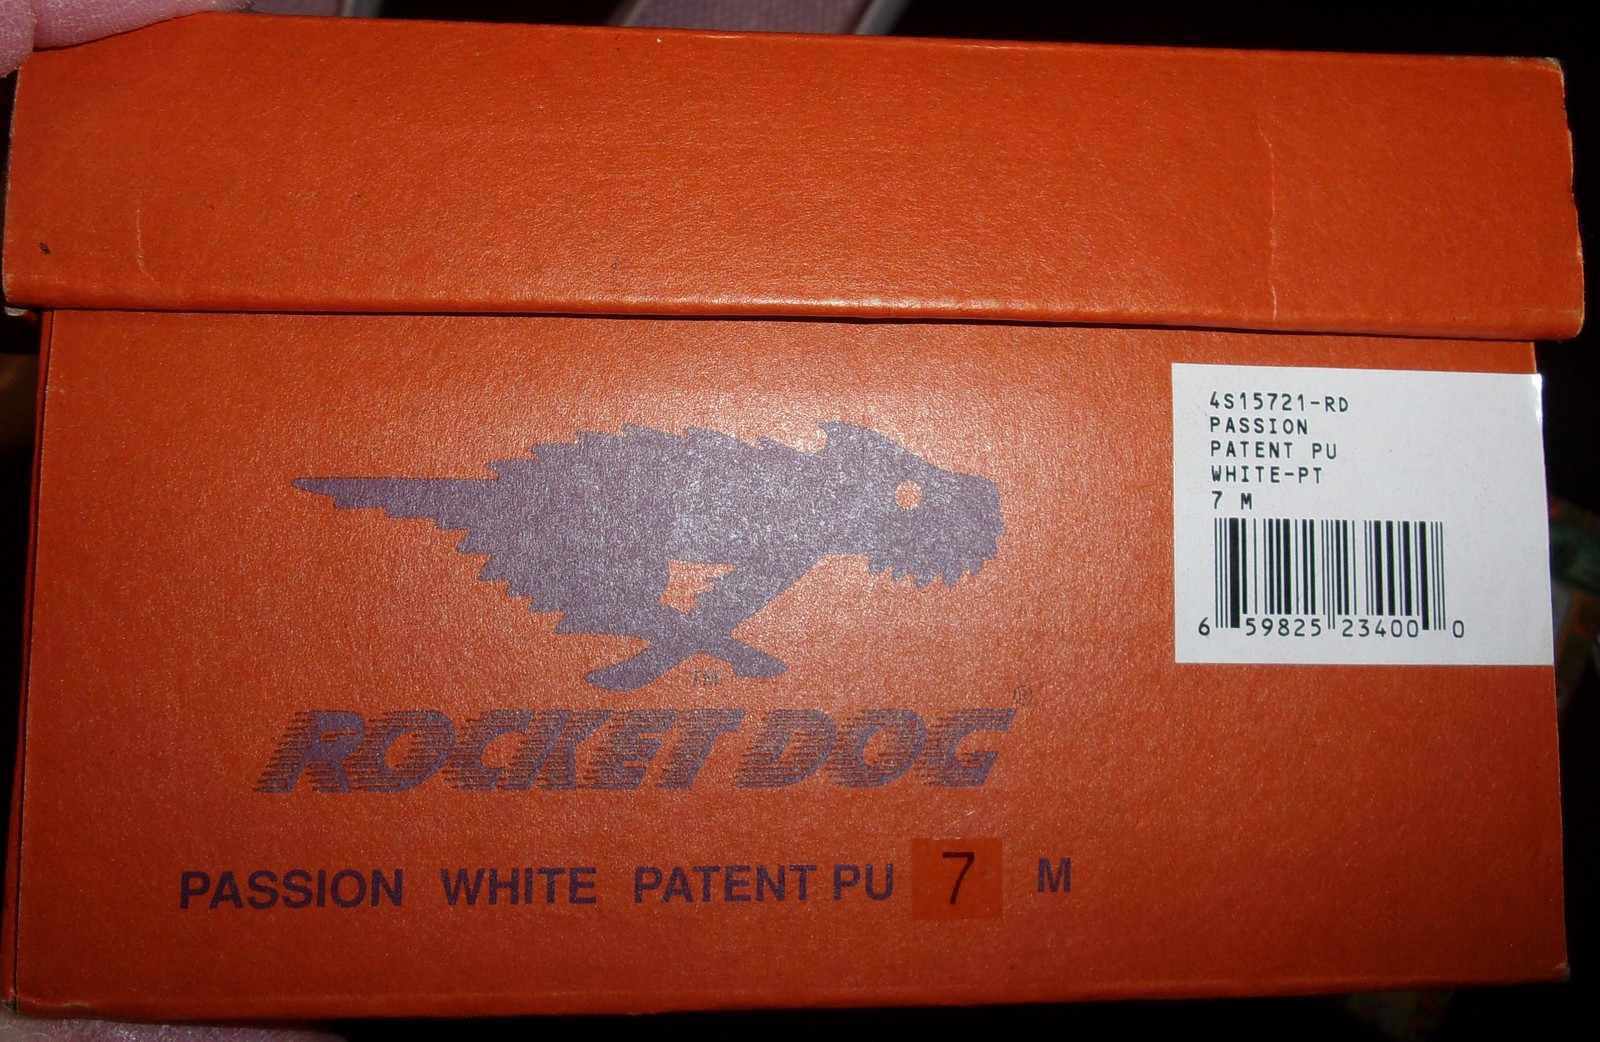 4S15721-RD
PASSION
PATENT PU
WHITE-PT
7 M
6 59825 23400 0
TM
ROCKET DOG®
PASSION WHITE PATENT PU 7 M